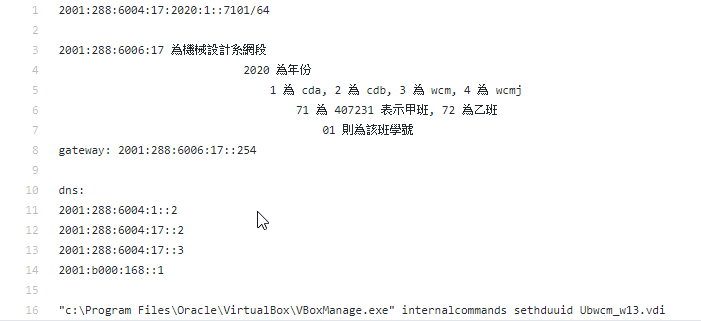 1 2001:288:6004:17:2020:1::7101/64
2
3 2001:288:6006:17 為機械設計系網段
4 2020 為年份
5 1 為 cda, 2 為 cdb, 3 為 wcm, 4 為 wcmj
6 71 為 407231 表示甲班, 72 為乙班
7 01 則為該班學號
8 gateway: 2001:288:6006:17::254
9
10 dns:
11 2001:288:6004:1::2
12 2001:288:6004:17::2
13 2001:288:6004:17::3
14 2001:b000:168::1
15
16 "c:\Program Files\Oracle\VirtualBox\VBoxManage.exe" internalcommands sethduuid Ubwcm_w13.vdi